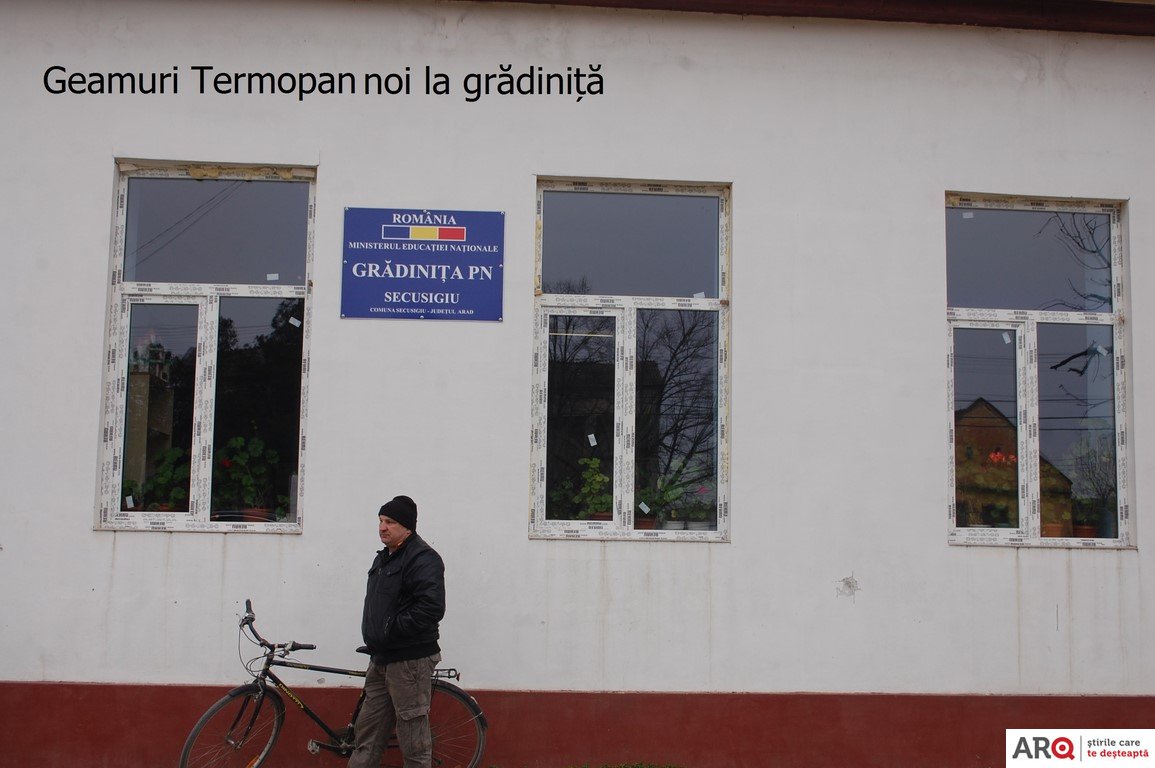 Geamuri Termopan noi la grădiniță
ROMÂNIA
MINISTERUL EDUCAȚIEI NAȚIONALE
GRĂDINIȚA PN
SECUSIGIU
COMUNA SECUSIGIU - JUDEȚUL ARAD
ARQ
știrile care
te deșteaptă